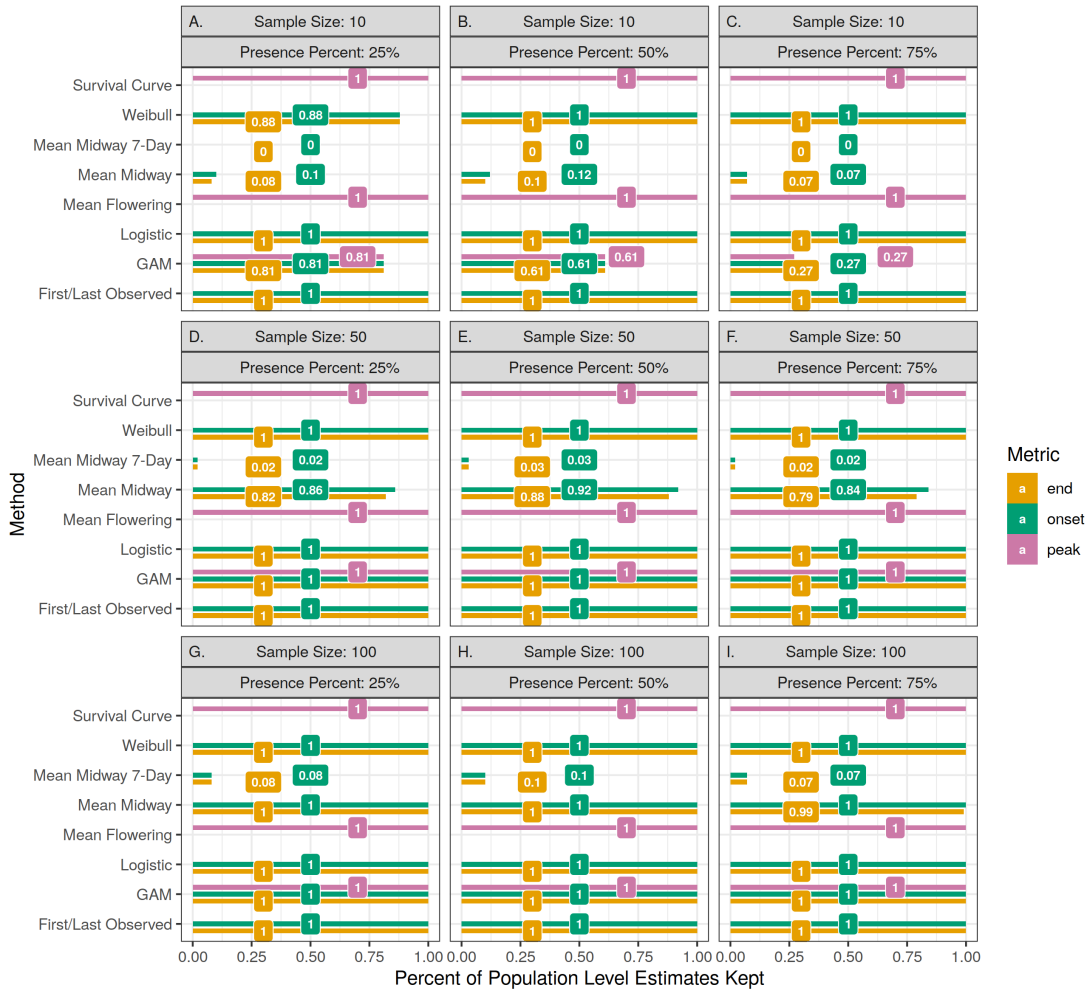 A. Sample Size: 10
B. Sample Size: 10
C. Sample Size: 10
Presence Percent: 25%
Presence Percent: 50%
Presence Percent: 75%
Survival Curve 1 1 1
Weibull 0.88 0.88 1 1 1 1
Mean Midway 7-Day 0 0 0 0 0 0
Mean Midway 0.08 0.1 0.1 0.12 0.07 0.07
Mean Flowering 1 1 1
Logistic 1 1 1 1 1 1
GAM 0.81 0.81 0.81 0.61 0.61 0.61 0.27 0.27 0.27
First/Last Observed 1 1 1 1 1 1
D. Sample Size: 50
E. Sample Size: 50
F. Sample Size: 50
Presence Percent: 25%
Presence Percent: 50%
Presence Percent: 75%
Survival Curve 1 1 1
Weibull 1 1 1 1 1 1
Mean Midway 7-Day 0.02 0.02 0.03 0.03 0.02 0.02
Mean Midway 0.82 0.86 0.88 0.92 0.79 0.84
Mean Flowering 1 1 1
Logistic 1 1 1 1 1 1
GAM 1 1 1 1 1 1 1 1 1
First/Last Observed 1 1 1 1 1 1
G. Sample Size: 100
H. Sample Size: 100
I. Sample Size: 100
Presence Percent: 25%
Presence Percent: 50%
Presence Percent: 75%
Survival Curve 1 1 1
Weibull 1 1 1 1 1 1
Mean Midway 7-Day 0.08 0.08 0.1 0.1 0.07 0.07
Mean Midway 1 1 1 1 0.99 1
Mean Flowering 1 1 1
Logistic 1 1 1 1 1 1
GAM 1 1 1 1 1 1 1 1 1
First/Last Observed 1 1 1 1 1 1
0.00 0.25 0.50 0.75 1.00
0.00 0.25 0.50 0.75 1.00
0.00 0.25 0.50 0.75 1.00
Percent of Population Level Estimates Kept
Method
Metric
a end
a onset
a peak